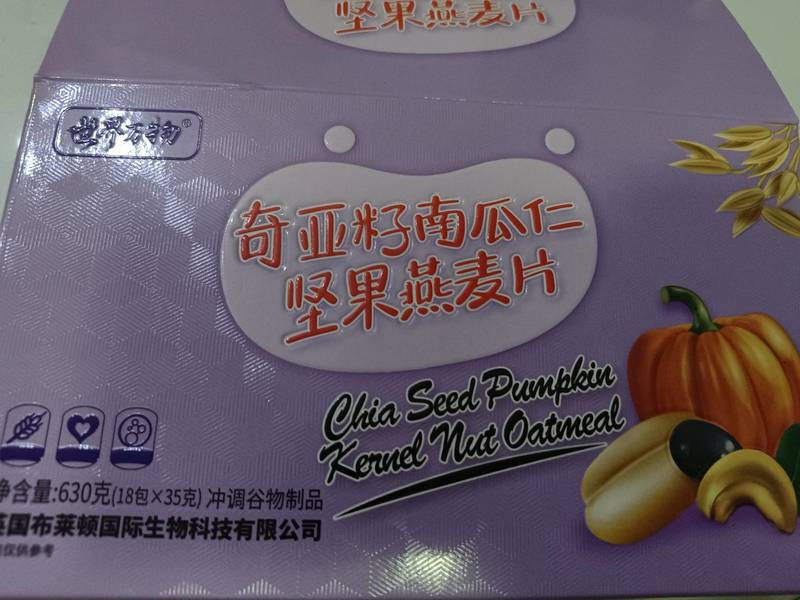 坚果燕麦片
世界万物®
奇亚籽南瓜仁
坚果燕麦片
Chia Seed Pumpkin
Kernel Nut Oatmeal
净含量:630克(18包×35克) 冲调谷物制品
英国布莱顿国际生物科技有限公司
仅供参考